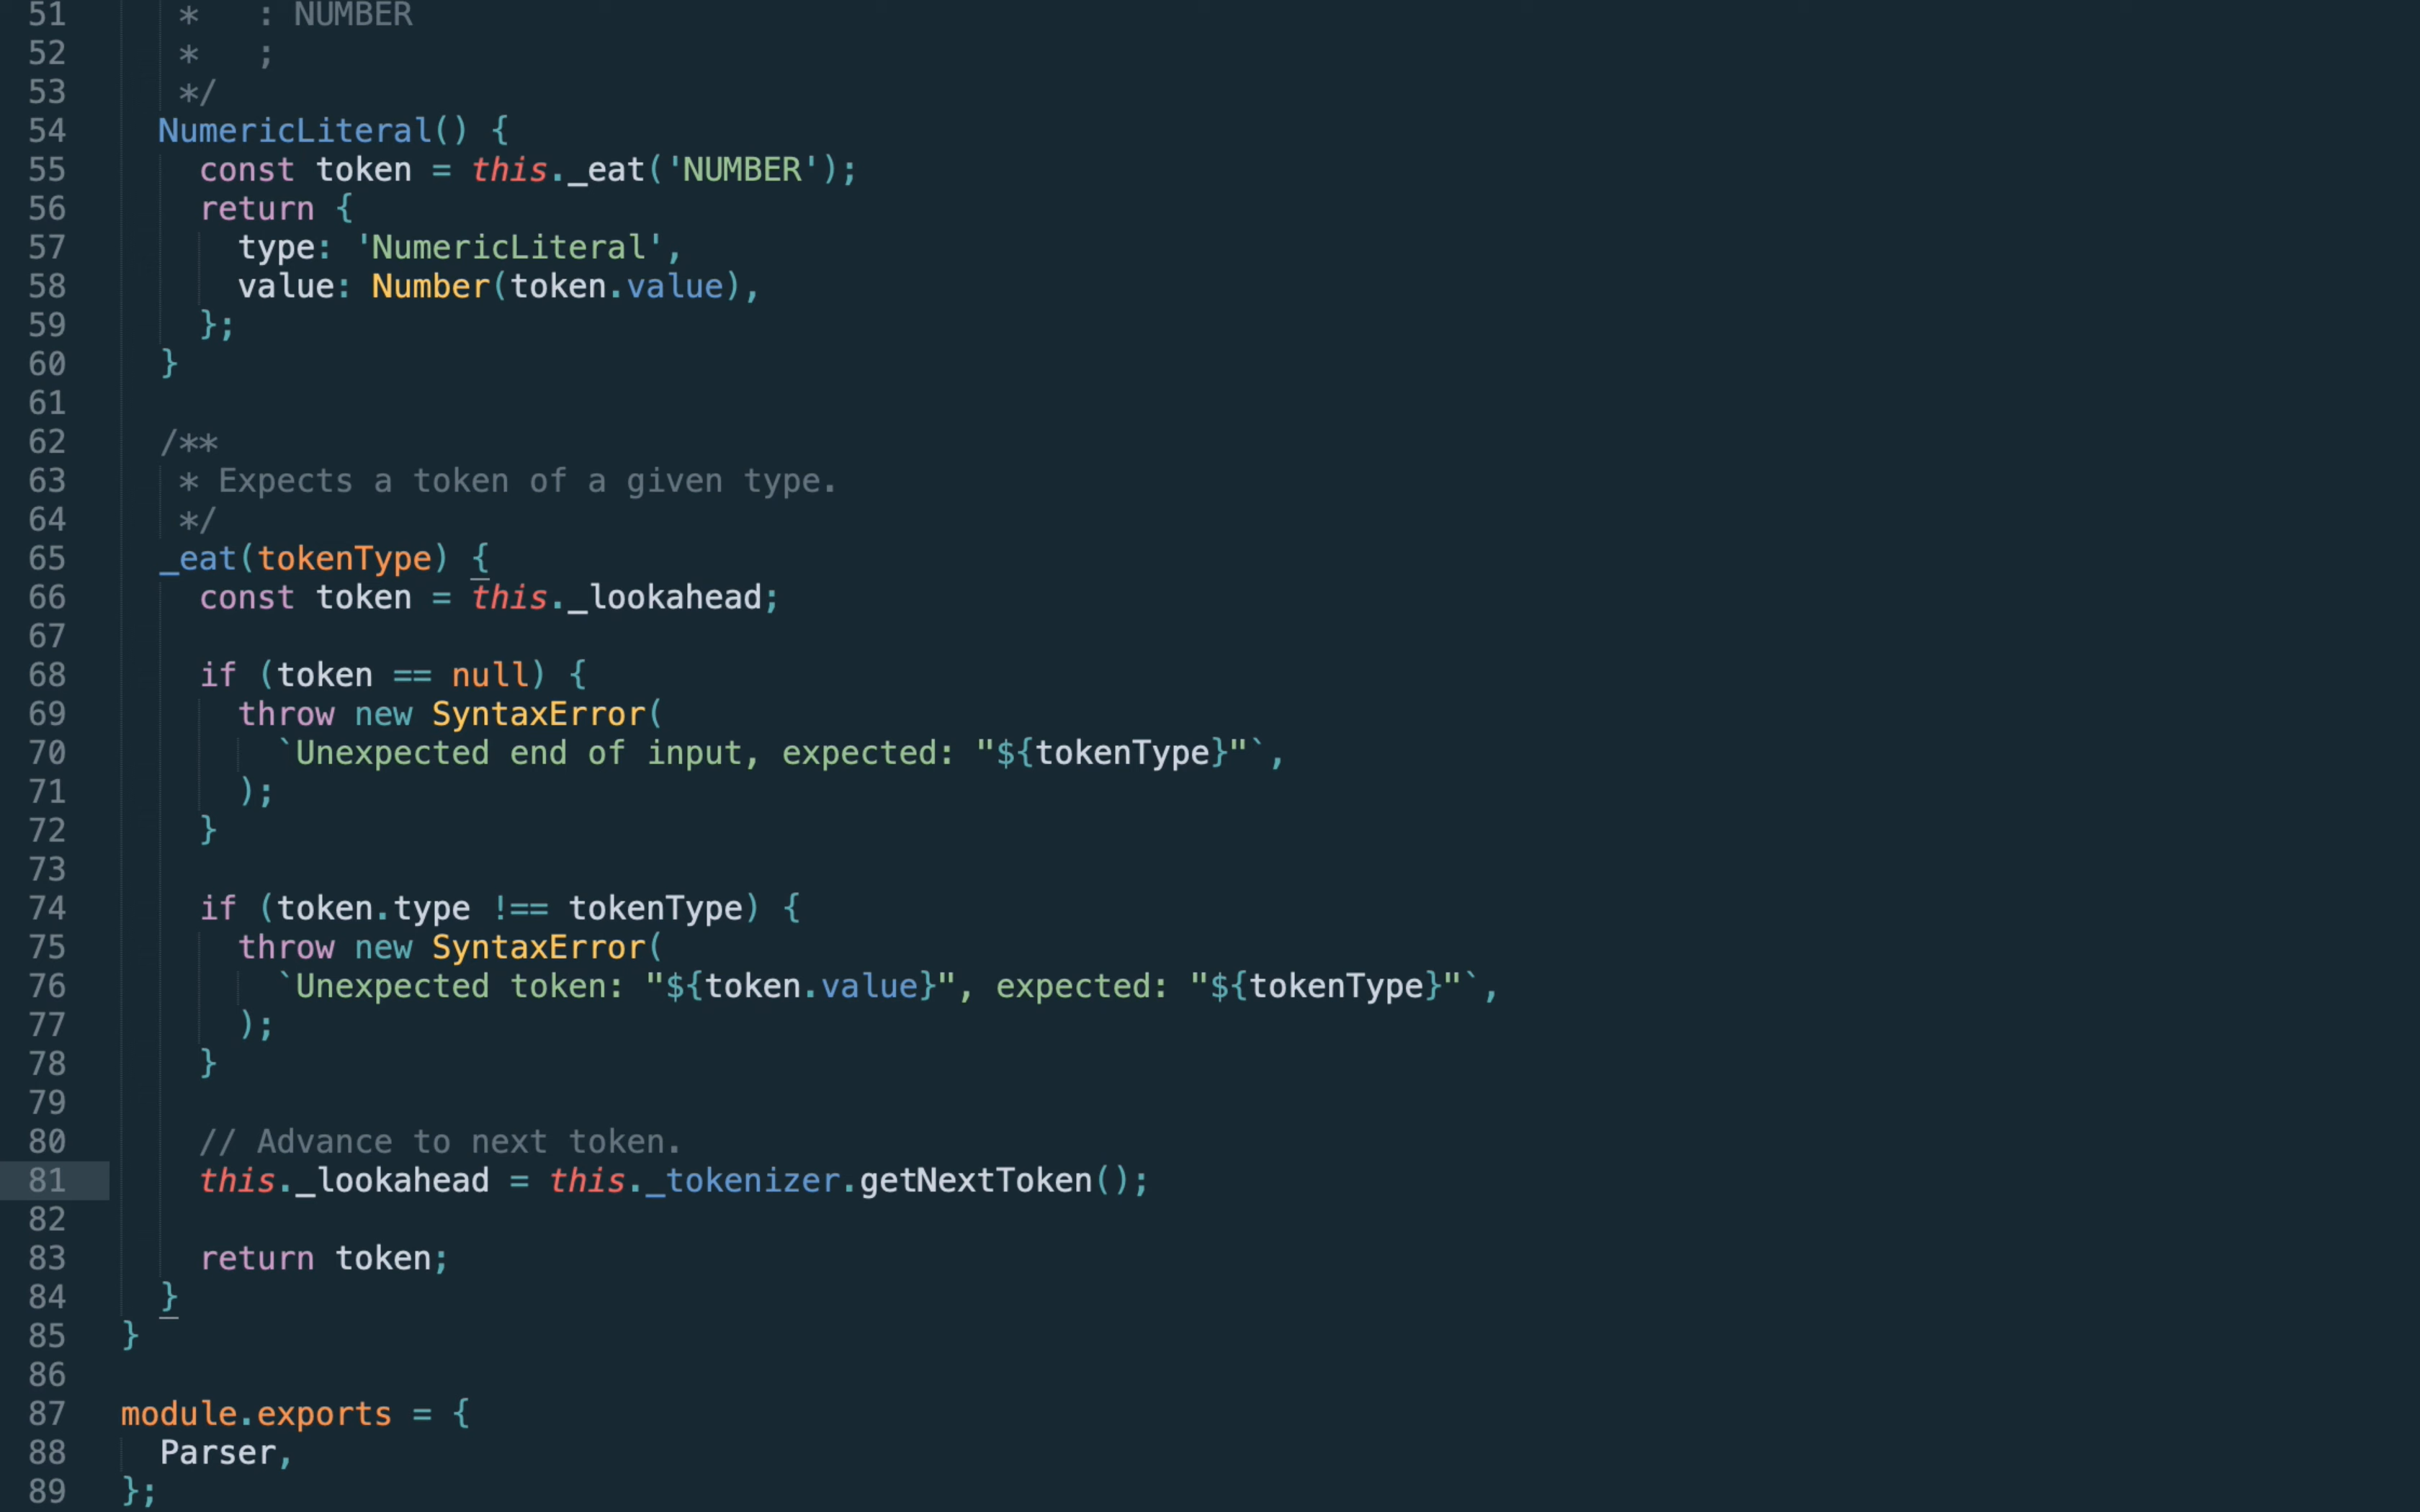 51 * : NUMBER
52 * ;
53 */
54 NumericLiteral() {
55 const token = this._eat('NUMBER');
56 return {
57 type: 'NumericLiteral',
58 value: Number(token.value),
59 };
60 }
61
62 /**
63 * Expects a token of a given type.
64 */
65 _eat(tokenType) {
66 const token = this._lookahead;
67
68 if (token == null) {
69 throw new SyntaxError(
70 `Unexpected end of input, expected: "${tokenType}"`,
71 );
72 }
73
74 if (token.type !== tokenType) {
75 throw new SyntaxError(
76 `Unexpected token: "${token.value}", expected: "${tokenType}"`,
77 );
78 }
79
80 // Advance to next token.
81 this._lookahead = this._tokenizer.getNextToken();
82
83 return token;
84 }
85 }
86
87 module.exports = {
88 Parser,
89 };